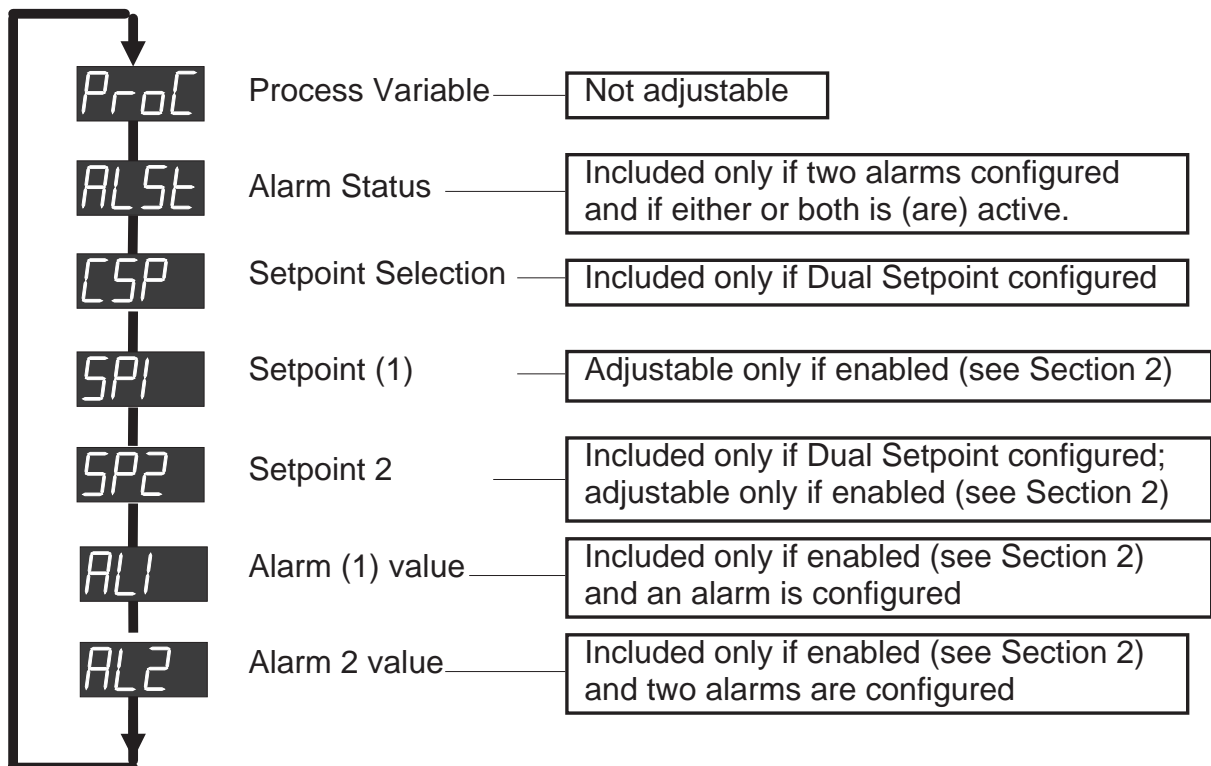 ProC
Process Variable
Not adjustable
ALSt
Alarm Status
Included only if two alarms configured
and if either or both is (are) active.
CSP
Setpoint Selection
Included only if Dual Setpoint configured
SP1
Setpoint (1)
Adjustable only if enabled (see Section 2)
SP2
Setpoint 2
Included only if Dual Setpoint configured;
adjustable only if enabled (see Section 2)
AL1
Alarm (1) value
Included only if enabled (see Section 2)
and an alarm is configured
AL2
Alarm 2 value
Included only if enabled (see Section 2)
and two alarms are configured